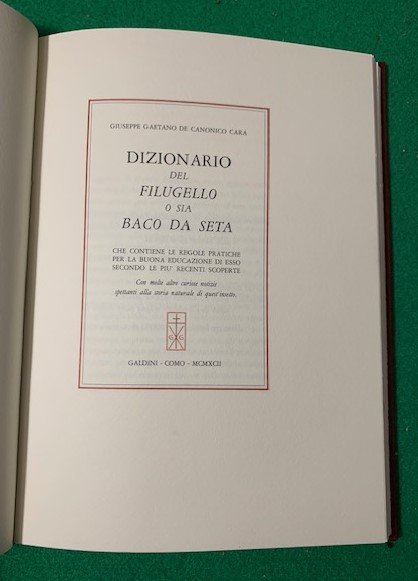 GIUSEPPE GAETANO DE CANONICO CARA
DIZIONARIO
DEL
FILUGELLO
O SIA
BACO DA SETA
CHE CONTIENE LE REGOLE PRATICHE
PER LA BUONA EDUCAZIONE DI ESSO
SECONDO LE PIU' RECENTI SCOPERTE
Con molte altre curiose notizie
spettanti alla storia naturale di quest'insetto.
G G
GALDINI - COMO - MCMXCII